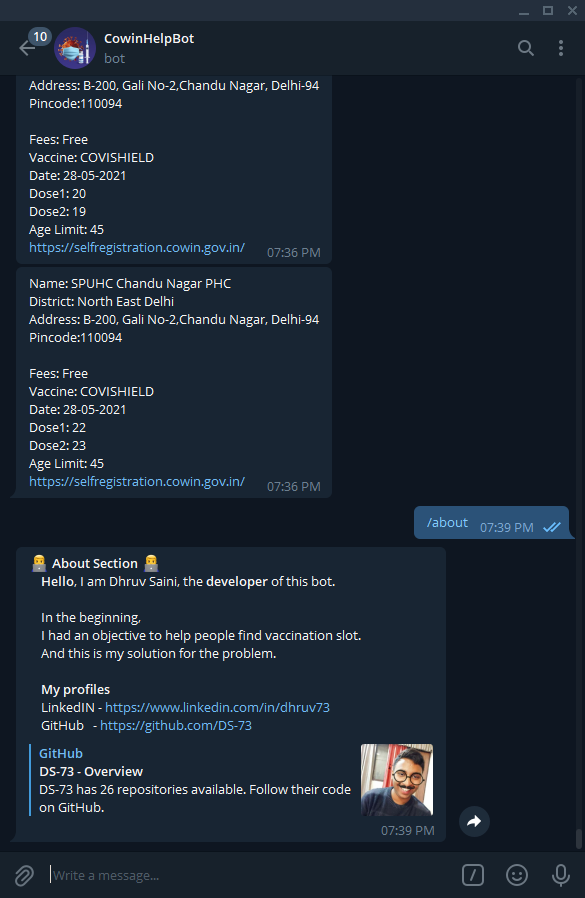 10
CowinHelpBot
bot
Address: B-200, Gali No-2,Chandu Nagar, Delhi-94
Pincode:110094
Fees: Free
Vaccine: COVISHIELD
Date: 28-05-2021
Dose1: 20
Dose2: 19
Age Limit: 45
https://selfregistration.cowin.gov.in/
07:36 PM
Name: SPUHC Chandu Nagar PHC
District: North East Delhi
Address: B-200, Gali No-2,Chandu Nagar, Delhi-94
Pincode:110094
Fees: Free
Vaccine: COVISHIELD
Date: 28-05-2021
Dose1: 22
Dose2: 23
Age Limit: 45
https://selfregistration.cowin.gov.in/
07:36 PM
/about 07:39 PM
👨‍💻 About Section 👨‍💻
Hello, I am Dhruv Saini, the developer of this bot.
In the beginning,
I had an objective to help people find vaccination slot.
And this is my solution for the problem.
My profiles
LinkedIN - https://www.linkedin.com/in/dhruv73
GitHub - https://github.com/DS-73
GitHub
DS-73 - Overview
DS-73 has 26 repositories available. Follow their code
on GitHub.
07:39 PM
Write a message...